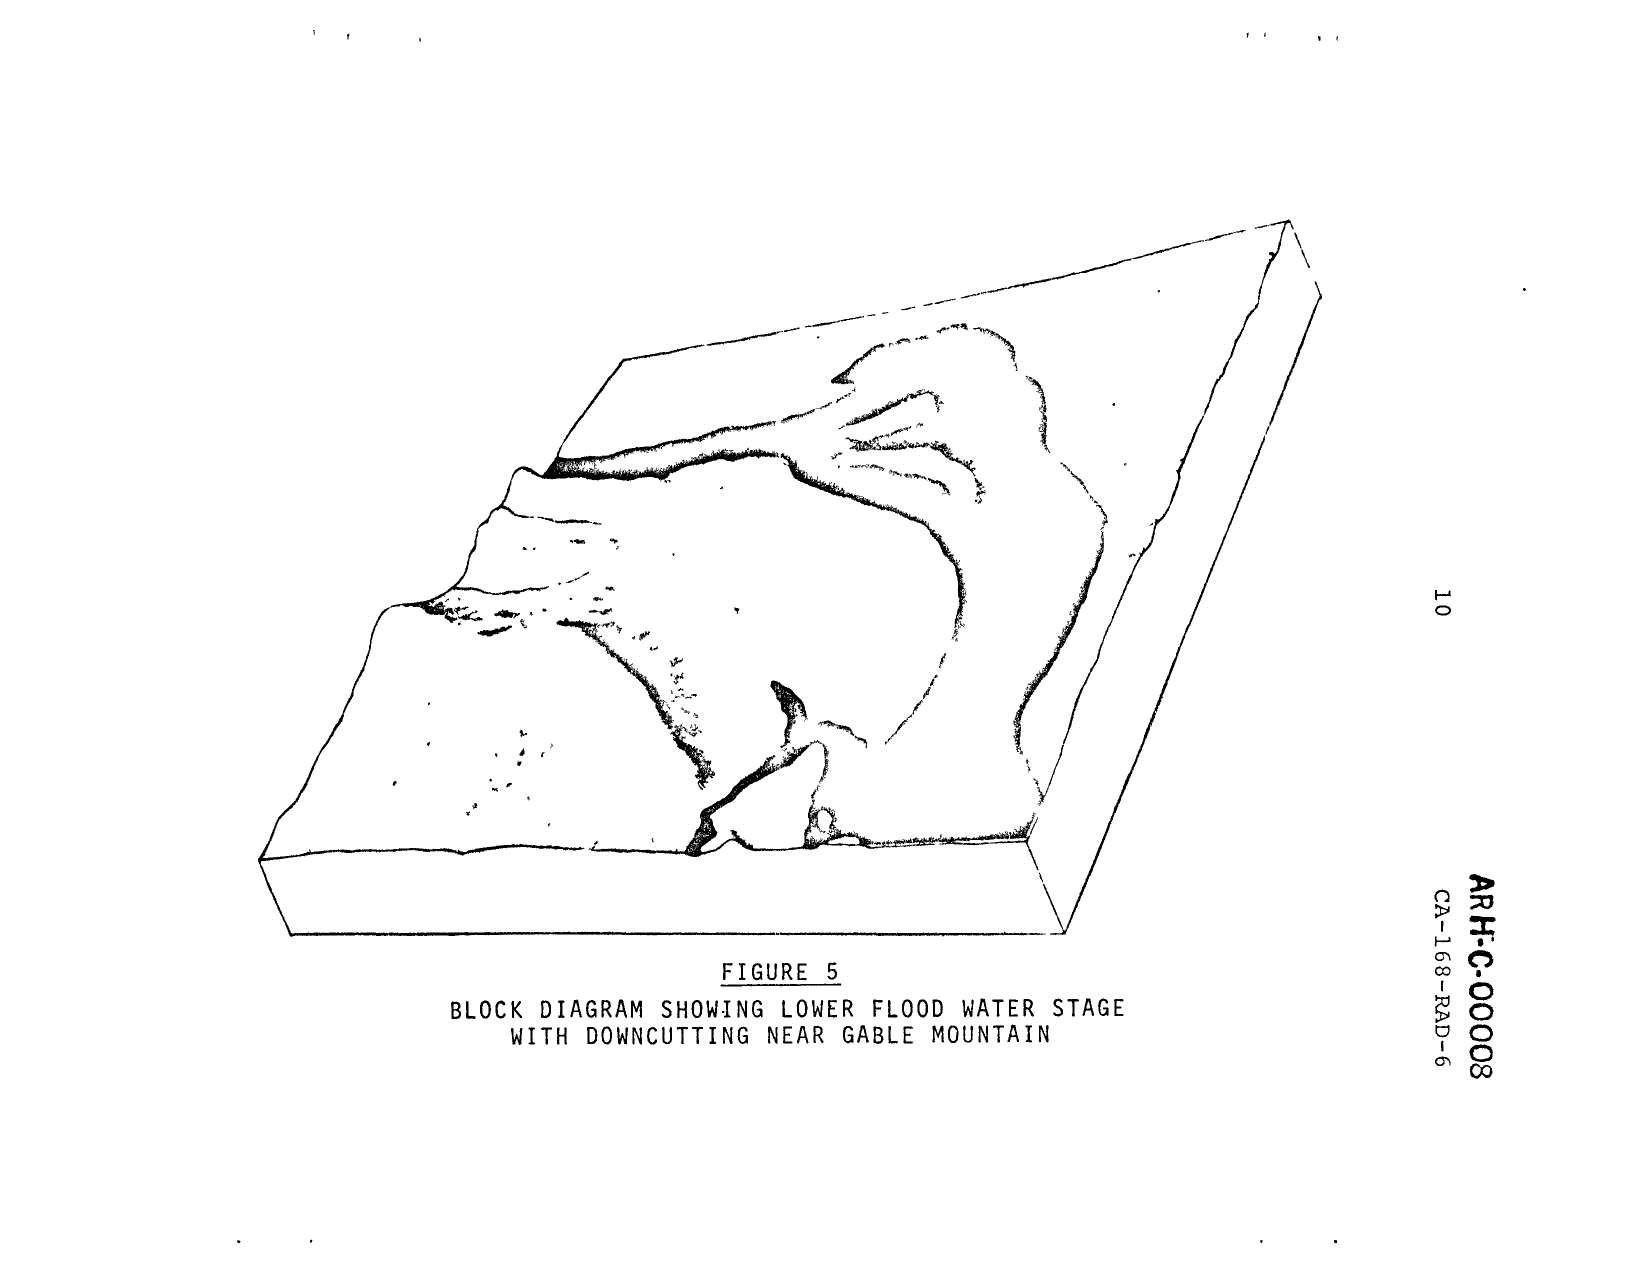 FIGURE 5
BLOCK DIAGRAM SHOWING LOWER FLOOD WATER STAGE
WITH DOWNCUTTING NEAR GABLE MOUNTAIN
10
ARH-C-00008
CA-168-RAD-6